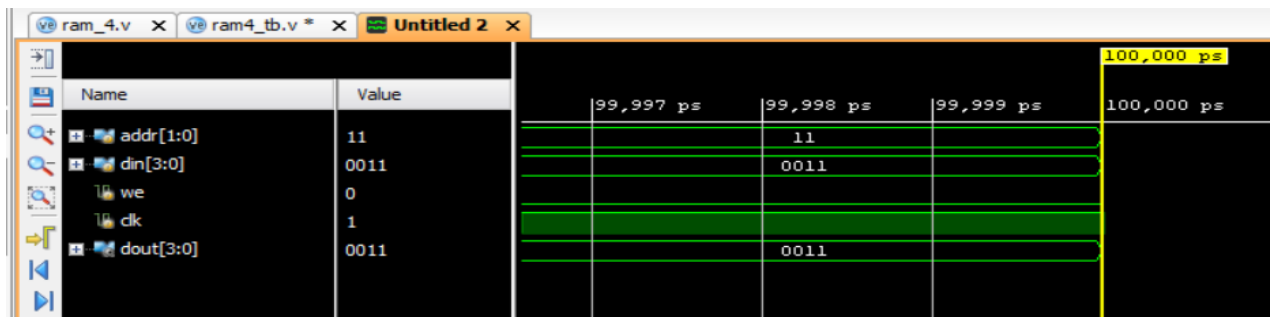 ram_4.v ram4_tb.v * Untitled 2
100,000 ps
Name Value
99,997 ps 99,998 ps 99,999 ps 100,000 ps
addr[1:0] 11 11
din[3:0] 0011 0011
we 0
clk 1
dout[3:0] 0011 0011